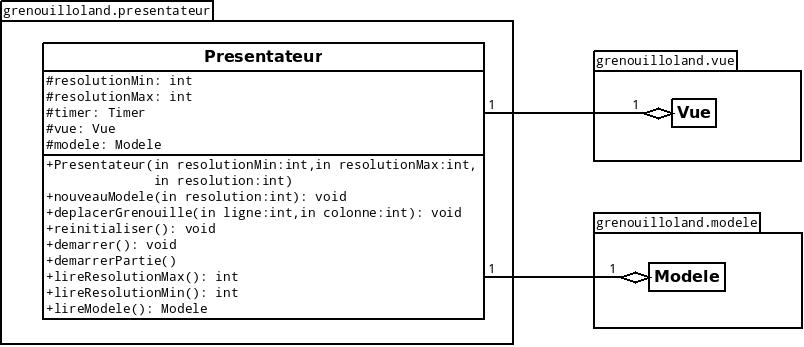 grenouilloland.presentateur
Presentateur
#resolutionMin: int
#resolutionMax: int
#timer: Timer
#vue: Vue
#modele: Modele
+Presentateur(in resolutionMin:int,in resolutionMax:int,
in resolution:int)
+nouveauModele(in resolution:int): void
+deplacerGrenouille(in ligne:int,in colonne:int): void
+reinitialiser(): void
+demarrer(): void
+demarrerPartie()
+lireResolutionMax(): int
+lireResolutionMin(): int
+lireModele(): Modele
1
1
grenouilloland.vue
Vue
1
1
grenouilloland.modele
Modele